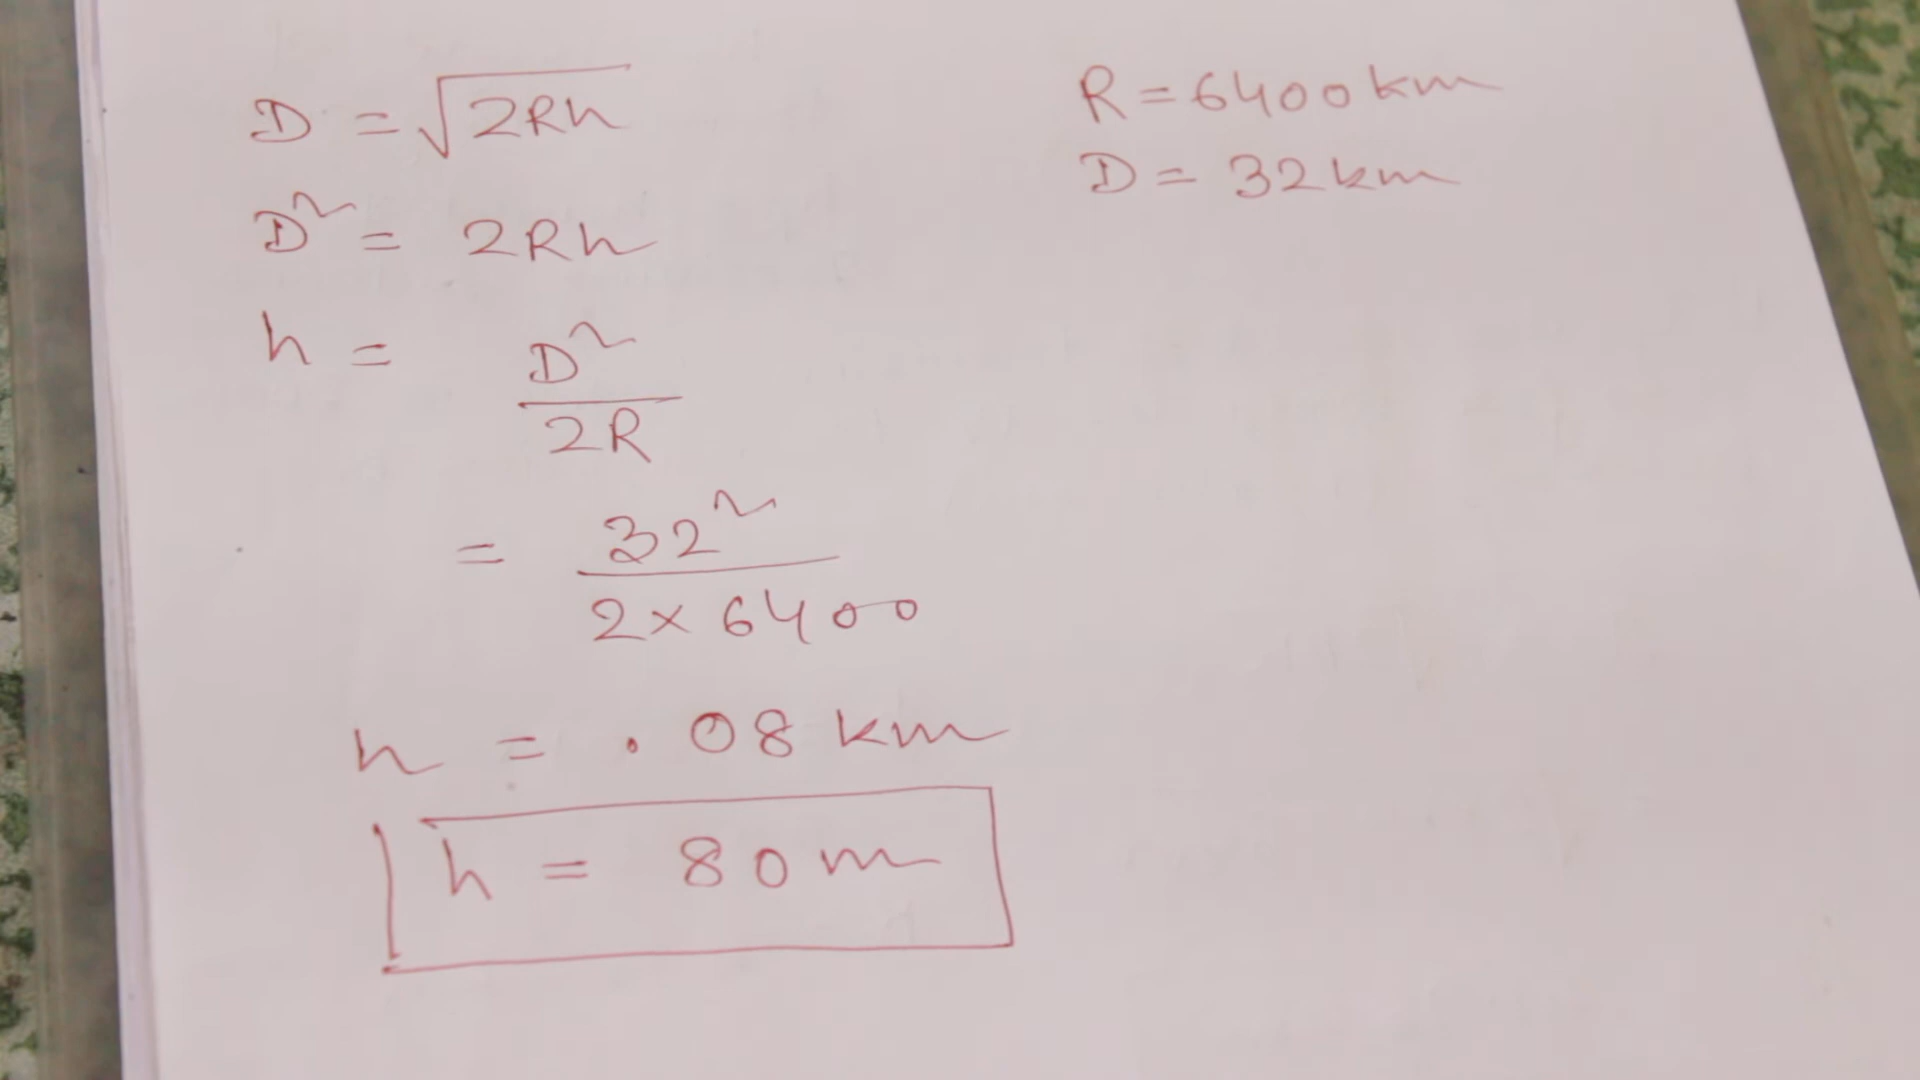 D = √2Rh
R = 6400 km
D² = 2Rh
D = 32 km
h = D²/2R
= 32²/2 × 6400
h = .08 km
h = 80 m